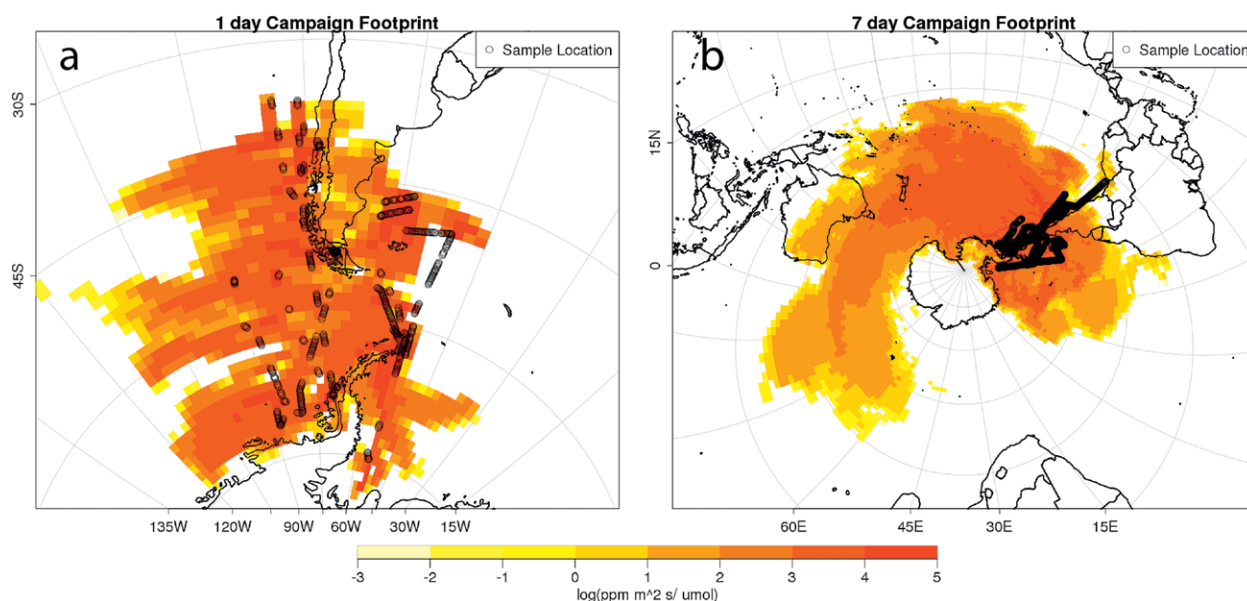 1 day Campaign Footprint
a
○ Sample Location
30S
45S
135W 120W 90W 60W 30W 15W
7 day Campaign Footprint
b
○ Sample Location
15N
0
60E 45E 30E 15E
-3 -2 -1 0 1 2 3 4 5
log(ppm m^2 s/ umol)